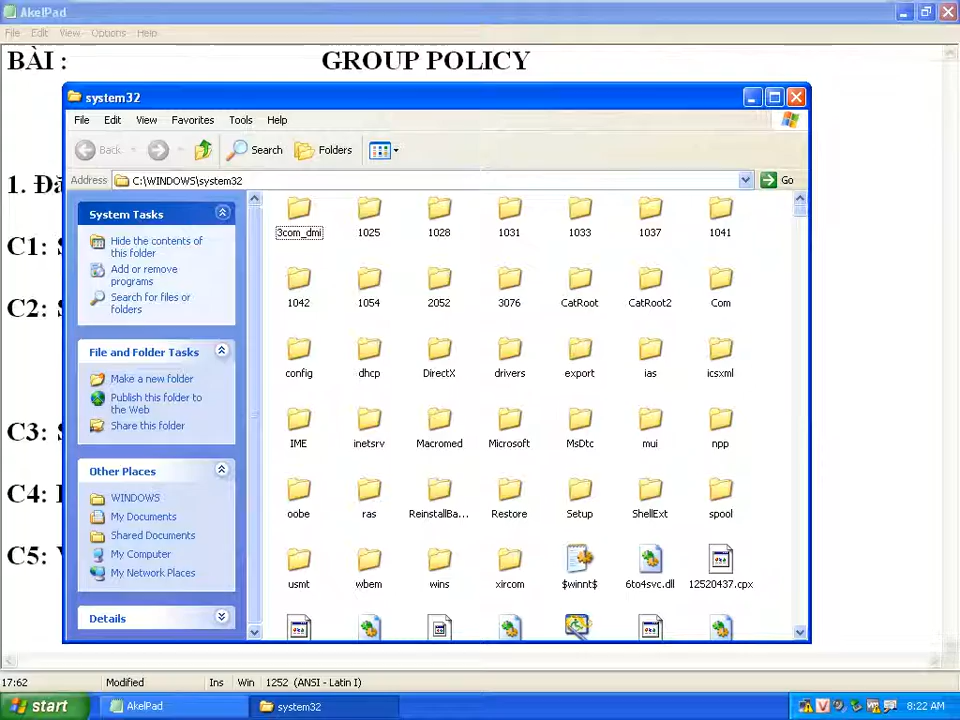 AkelPad
File Edit View Options Help
BÀI : GROUP POLICY
system32
File Edit View Favorites Tools Help
Back Search Folders
Address C:\WINDOWS\system32 Go
1. Đặ
C1:
C2:
C3:
C4:
C5:
System Tasks
Hide the contents of
this folder
Add or remove
programs
Search for files or
folders
File and Folder Tasks
Make a new folder
Publish this folder to
the Web
Share this folder
Other Places
WINDOWS
My Documents
Shared Documents
My Computer
My Network Places
Details
3com_dmi 1025 1028 1031 1033 1037 1041
1042 1054 2052 3076 CatRoot CatRoot2 Com
config dhcp DirectX drivers export ias icsxml
IME inetsrv Macromed Microsoft MsDtc mui npp
oobe ras ReinstallBa... Restore Setup ShellExt spool
usmt wbem wins xircom $winnt$ 6to4svc.dll 12520437.cpx
17:62 Modified Ins Win 1252 (ANSI - Latin I)
start AkelPad system32 8:22 AM